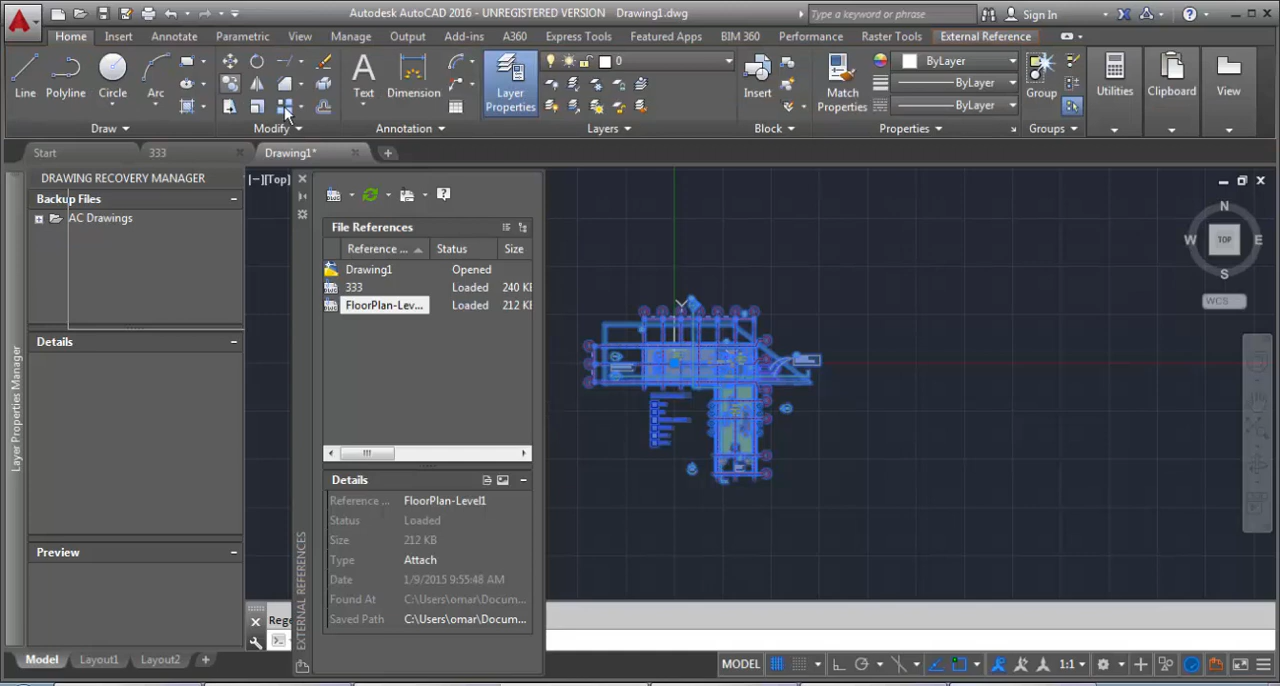 Autodesk AutoCAD 2016 - UNREGISTERED VERSION Drawing1.dwg
Type a keyword or phrase
Sign In
Home Insert Annotate Parametric View Manage Output Add-ins A360 Express Tools Featured Apps BIM 360 Performance Raster Tools External Reference
0
ByLayer
ByLayer
ByLayer
Line Polyline Circle Arc
Text Dimension
Layer Properties
Insert
Match Properties
Group
Utilities
Clipboard
View
Draw Modify Annotation Layers Block Properties Groups
Start 333 Drawing1*
DRAWING RECOVERY MANAGER
[−][Top]
Backup Files
AC Drawings
Details
Preview
Layer Properties Manager
File References
Reference ... Status Size
Drawing1 Opened
333 Loaded 240 K
FloorPlan-Lev... Loaded 212 K
Details
Reference ... FloorPlan-Level1
Status Loaded
Size 212 KB
Type Attach
Date 1/9/2015 9:55:48 AM
Found At C:\Users\omar\Docum...
Saved Path C:\Users\omar\Docum...
EXTERNAL REFERENCES
N
W TOP E
S
WCS
Rege
Model Layout1 Layout2
MODEL
1:1